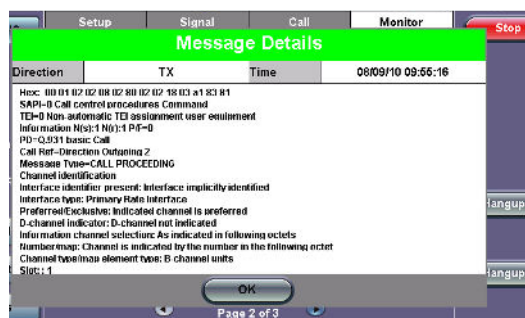 Setup Signal Call Monitor
Stop
Message Details
Direction TX Time 08/09/10 09:55:16
Hex: 00 01 02 02 08 02 80 02 02 18 03 a1 83 81
SAPI=0 Call control procedures Command
TEI=0 Non-automatic TEI assignment user equipment
Information N(s):1 N(r):1 P/F=0
PD=Q.931 basic Call
Call Ref=Direction Outgoing 2
Message Type=CALL PROCEEDING
Channel identification
Interface identifier present: Interface implicitly identified
Interface type: Primary Rate Interface
Preferred/Exclusive: Indicated channel is preferred
D-channel indicator: D-channel not indicated
Information channel selection: As indicated in following octets
Number/map: Channel is indicated by the number in the following octet
Hangup
Channel type/map element type: B channel units
Slot: : 1
Hangup
OK
Page 2 of 3